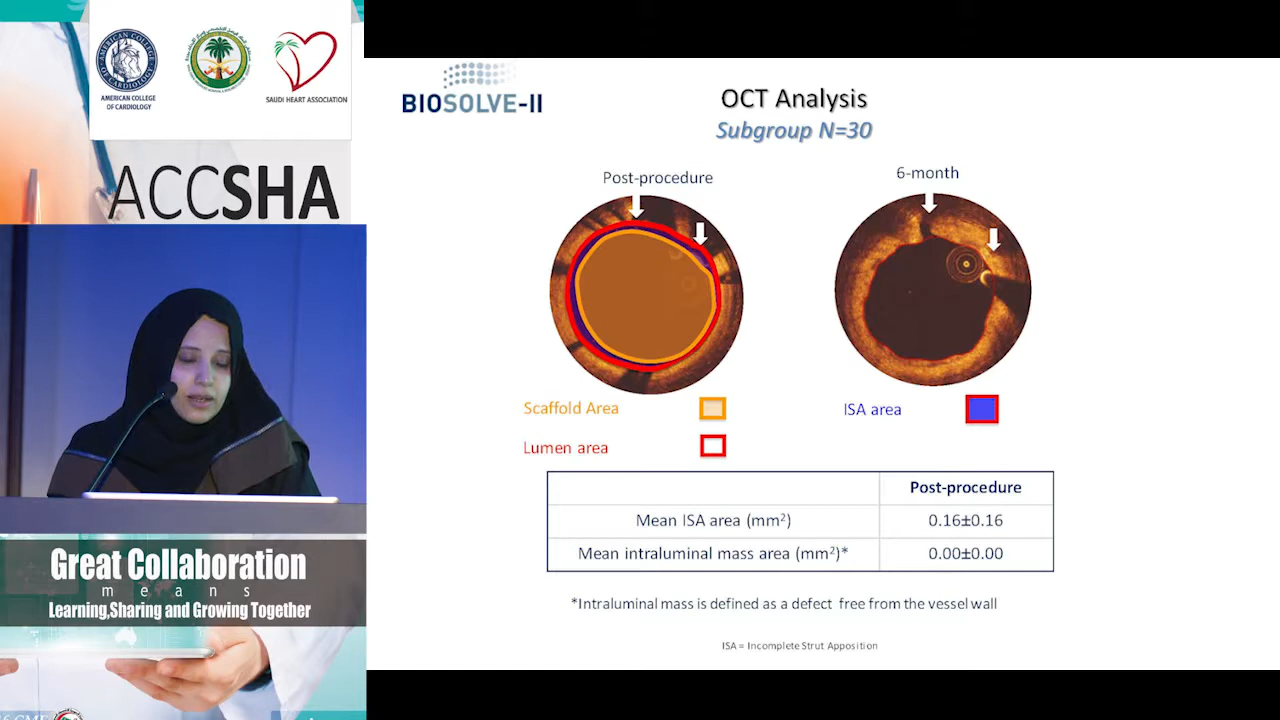 AMERICAN COLLEGE
OF CARDIOLOGY
SAUDI HEART ASSOCIATION
ACCSHA
Great Collaboration
means
Learning,Sharing and Growing Together
BIOSOLVE-II
OCT Analysis
Subgroup N=30
Post-procedure
6-month
Scaffold Area
Lumen area
ISA area
Post-procedure
Mean ISA area (mm²) 0.16±0.16
Mean intraluminal mass area (mm²)* 0.00±0.00
*Intraluminal mass is defined as a defect free from the vessel wall
ISA = Incomplete Strut Apposition